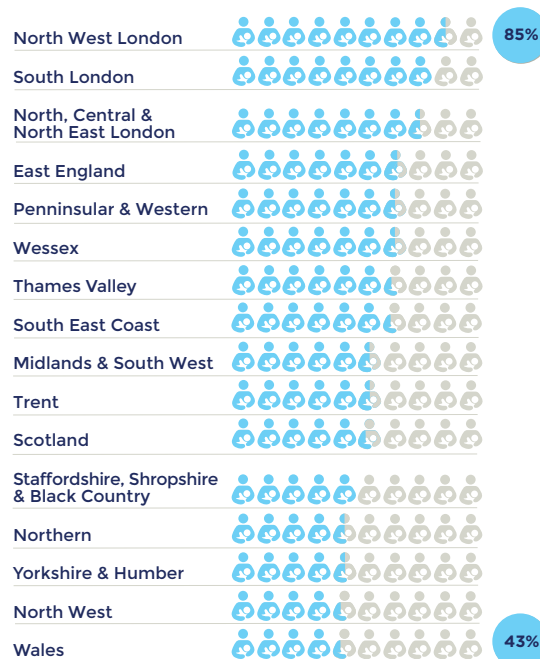 North West London
85%
South London
North, Central &
North East London
East England
Penninsular & Western
Wessex
Thames Valley
South East Coast
Midlands & South West
Trent
Scotland
Staffordshire, Shropshire
& Black Country
Northern
Yorkshire & Humber
North West
Wales
43%